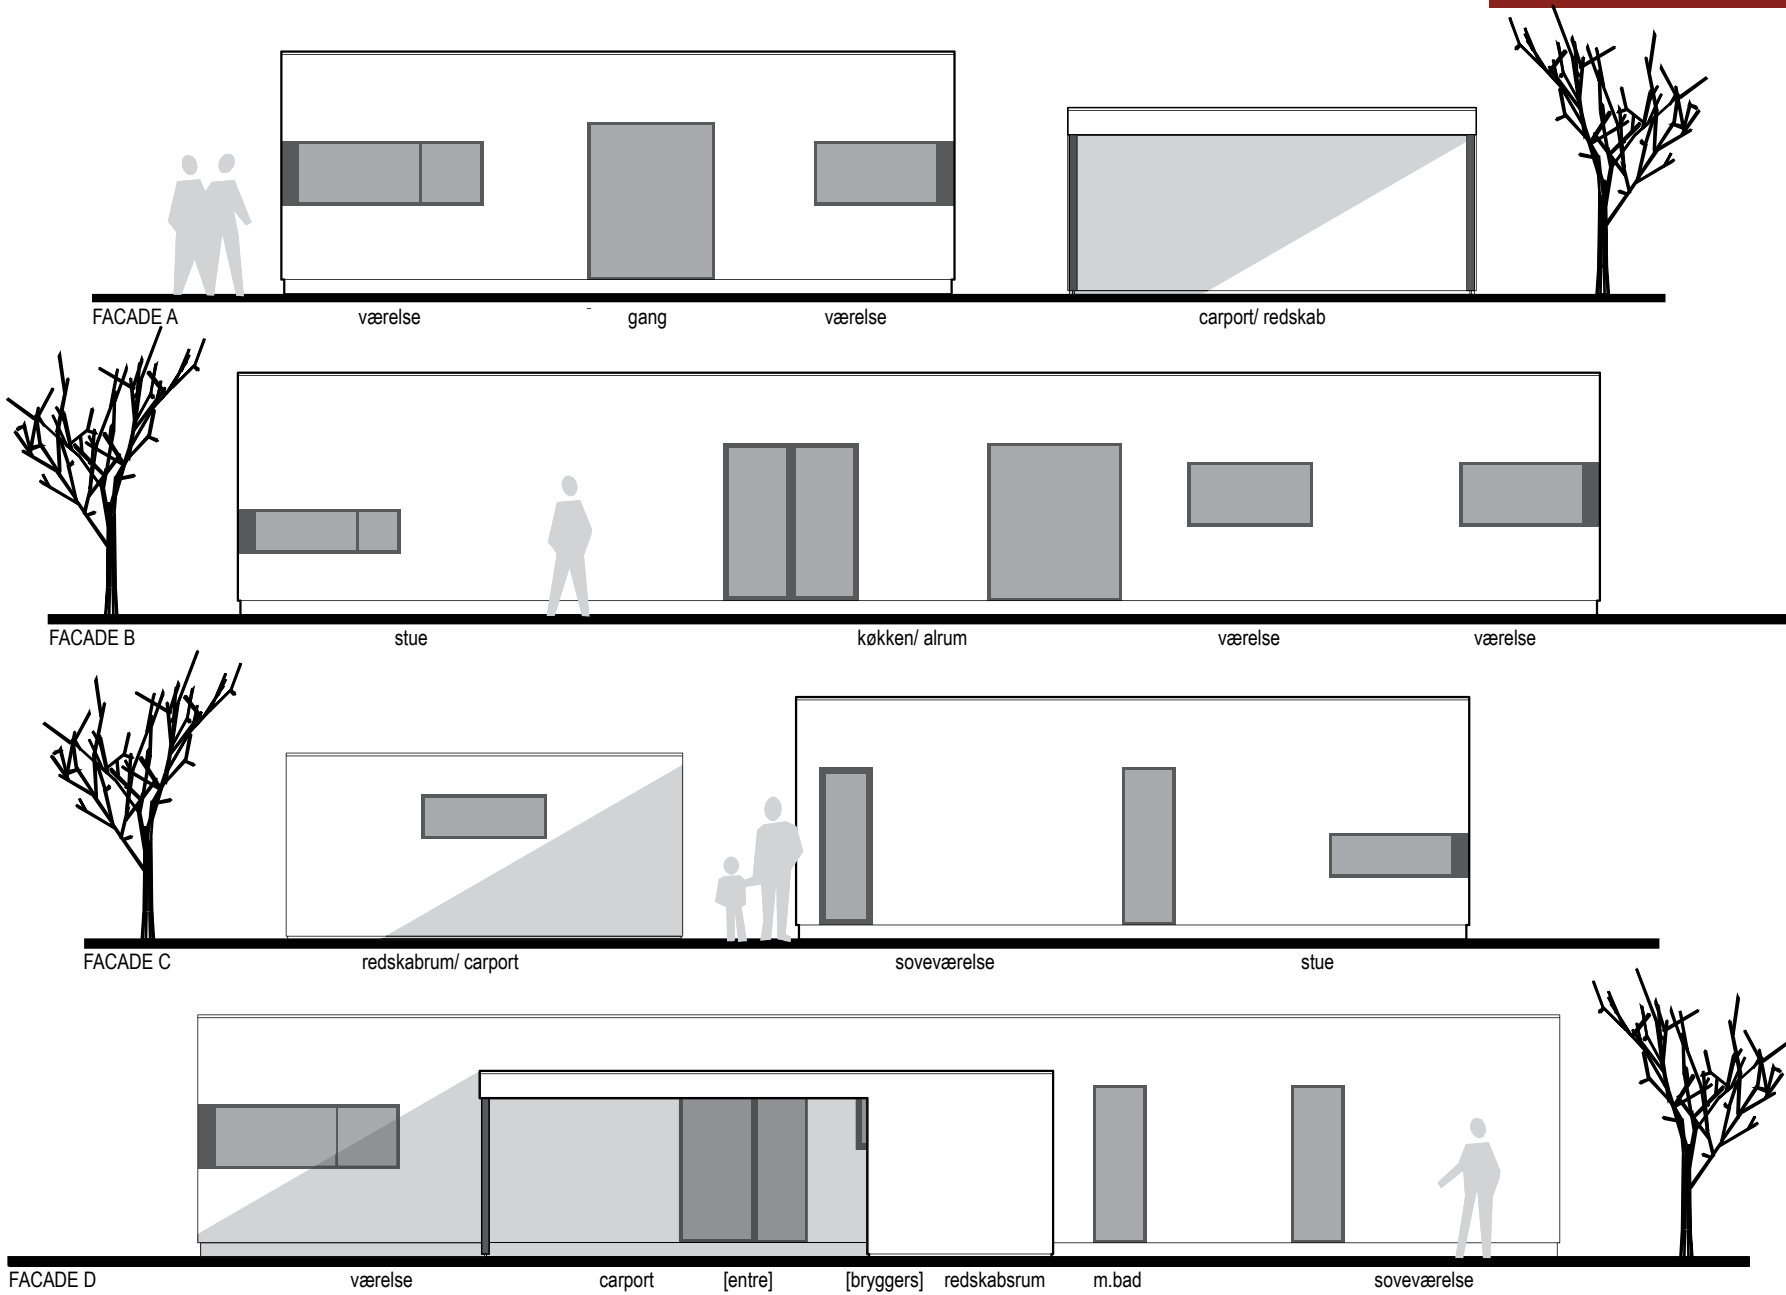 FACADE A værelse gang værelse carport/ redskab
FACADE B stue køkken/ alrum værelse værelse
FACADE C redskabrum/ carport soveværelse stue
FACADE D værelse carport [entre] [bryggers] redskabsrum m.bad soveværelse